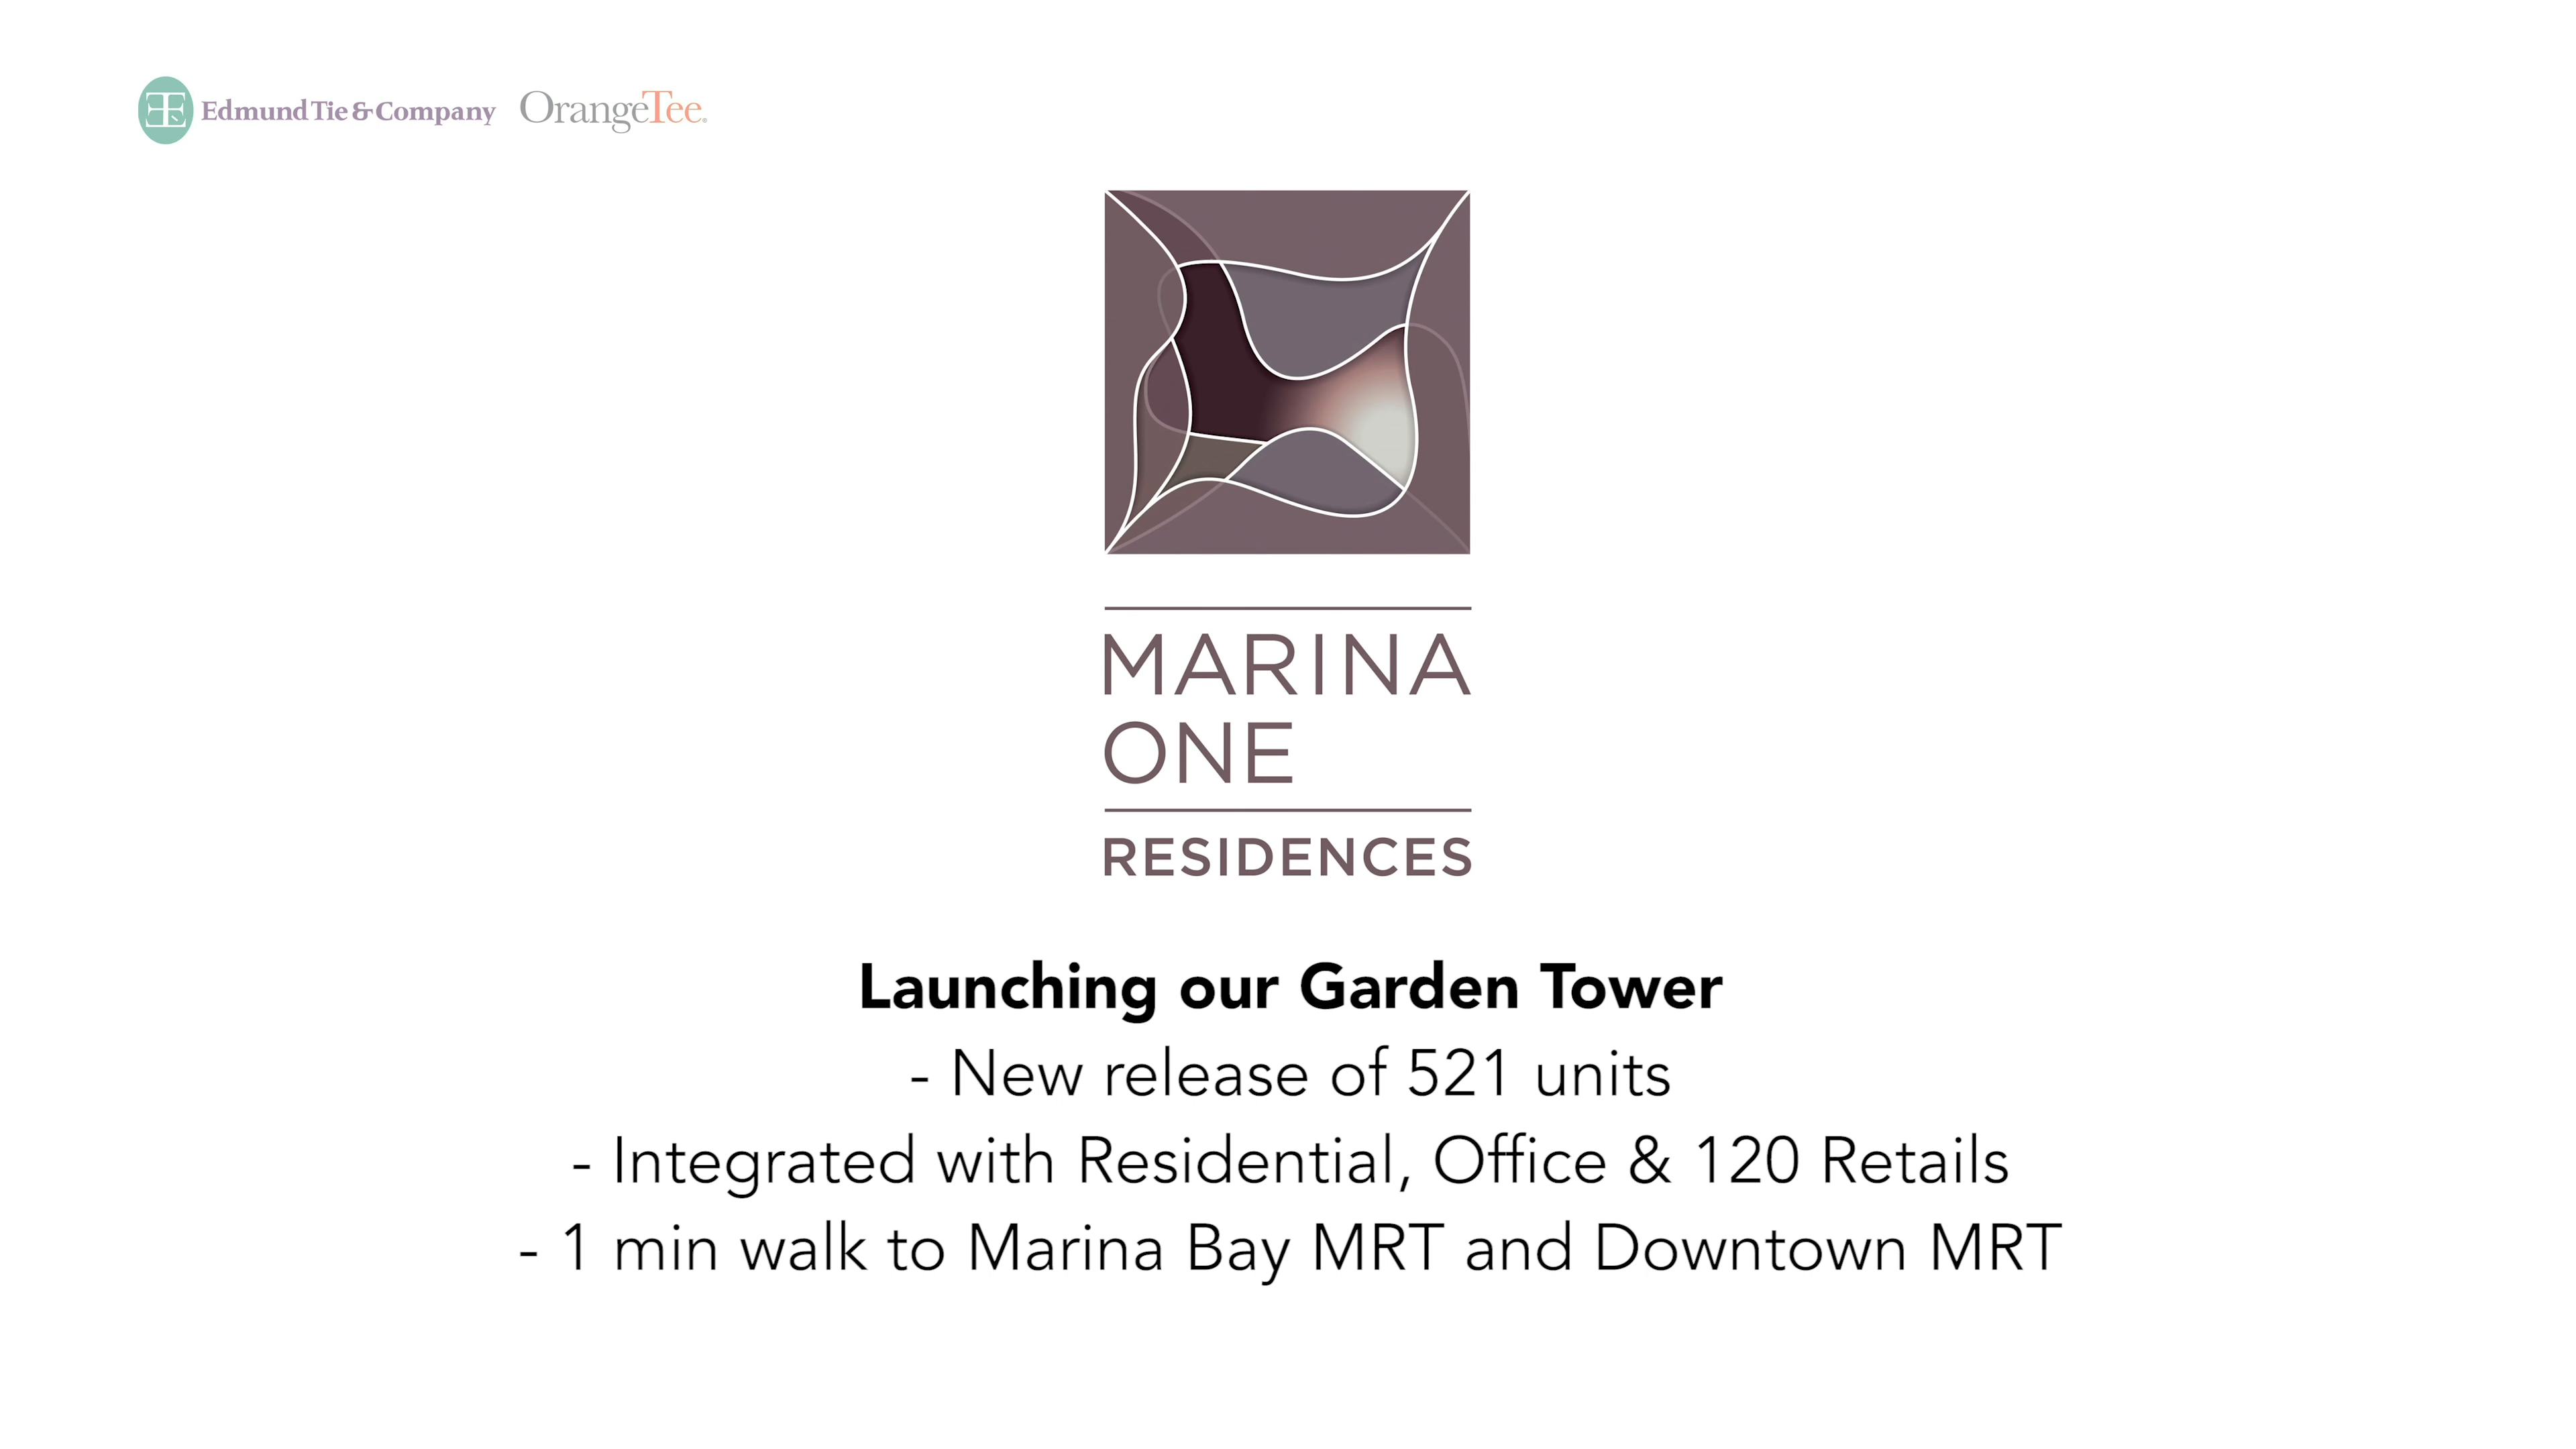 Edmund Tie & Company OrangeTee
MARINA
ONE
RESIDENCES
Launching our Garden Tower
- New release of 521 units
- Integrated with Residential, Office & 120 Retails
- 1 min walk to Marina Bay MRT and Downtown MRT